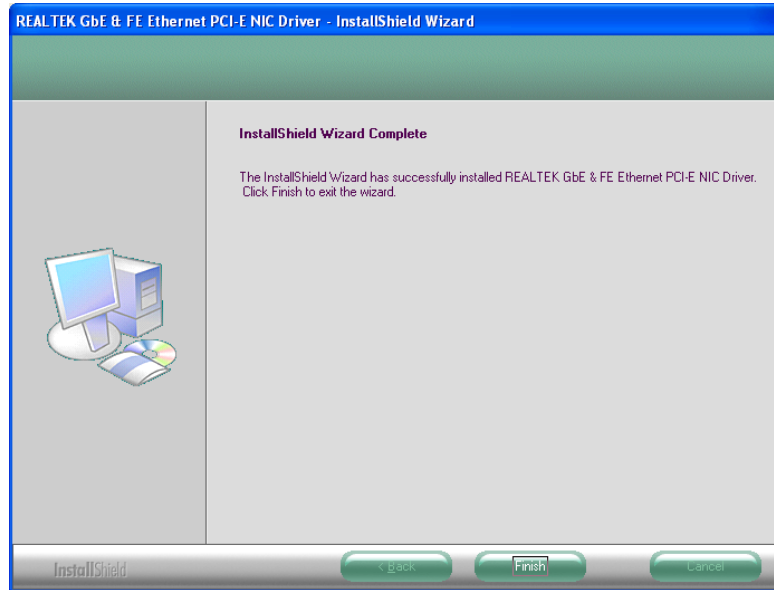 REALTEK GbE & FE Ethernet PCI-E NIC Driver - InstallShield Wizard
InstallShield Wizard Complete
The InstallShield Wizard has successfully installed REALTEK GbE & FE Ethernet PCI-E NIC Driver.
Click Finish to exit the wizard.
InstallShield
< Back
Finish
Cancel